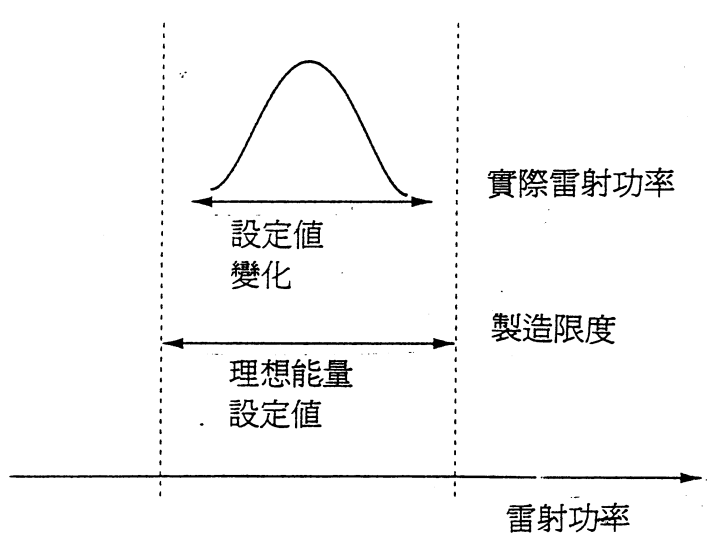 實際雷射功率
設定值
變化
製造限度
理想能量
設定值
雷射功率